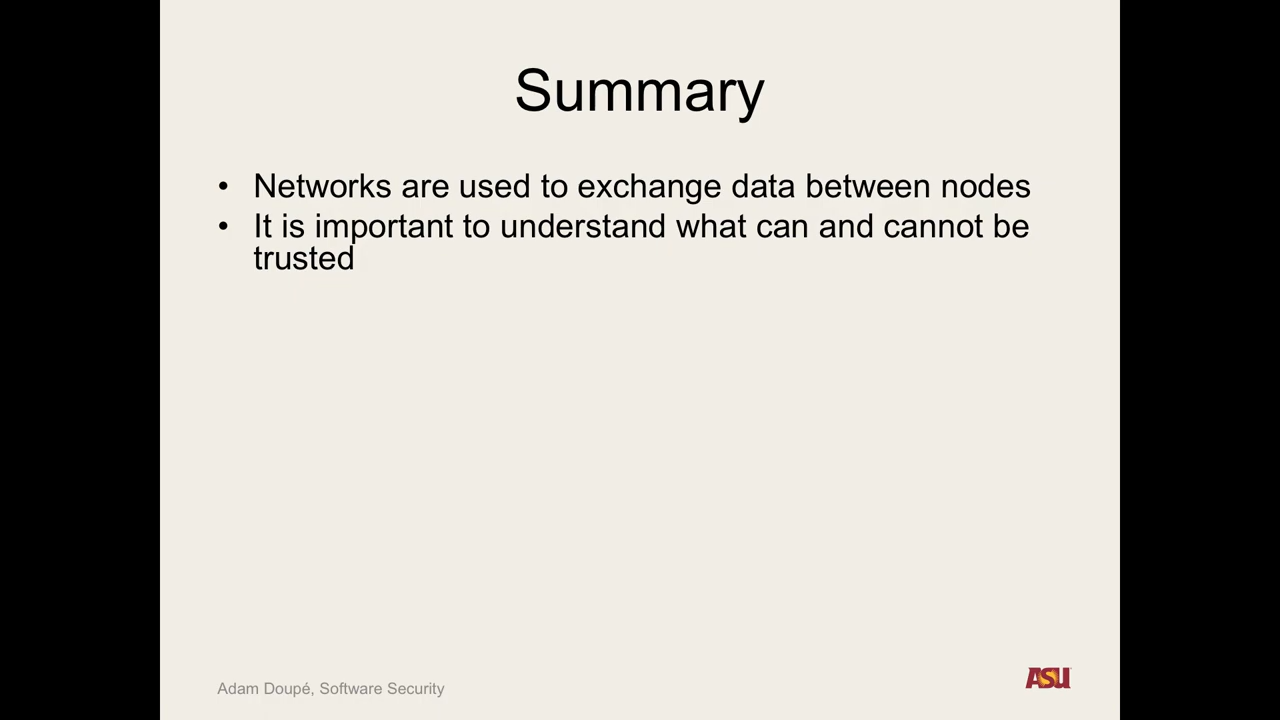 Summary
• Networks are used to exchange data between nodes
• It is important to understand what can and cannot be
trusted
Adam Doupé, Software Security
ASU